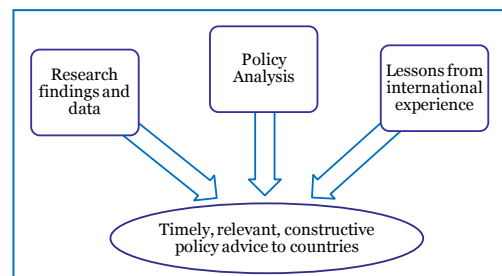 Research
findings and
data
Policy
Analysis
Lessons from
international
experience
Timely, relevant, constructive
policy advice to countries